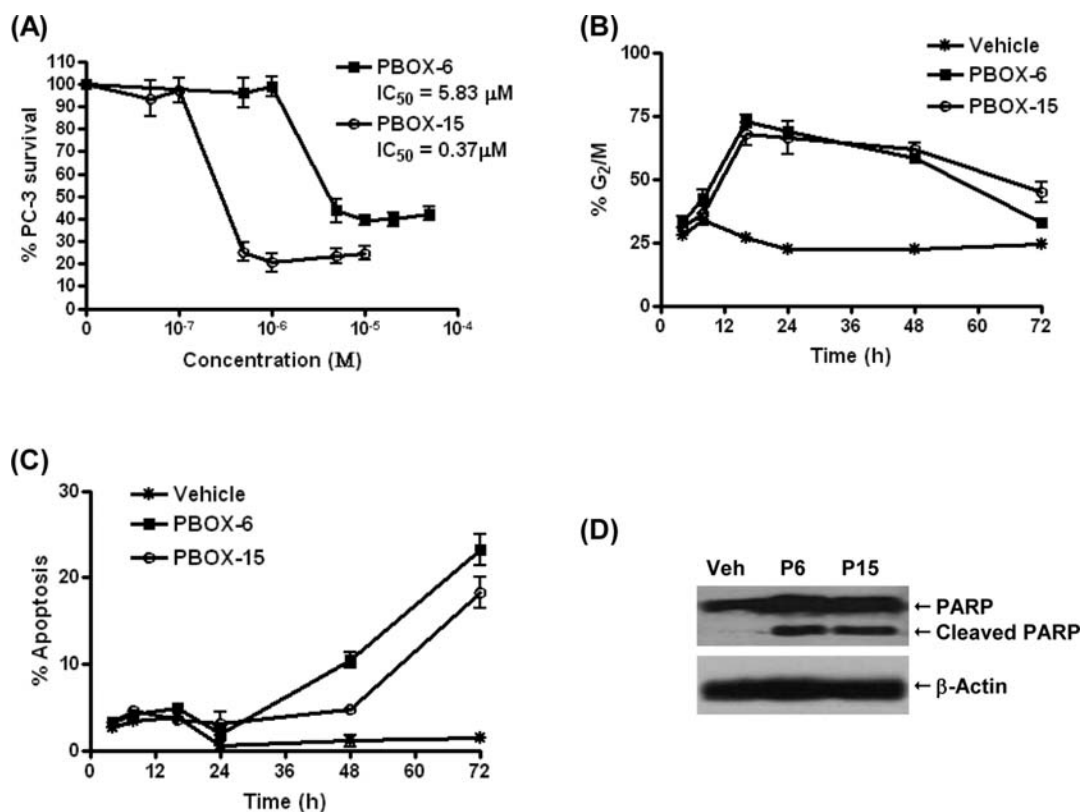 (A)
110
100
90
80
70
60
50
40
30
20
10
0
% PC-3 survival
PBOX-6
IC50 = 5.83 μM
PBOX-15
IC50 = 0.37μM
0 10-7 10-6 10-5 10-4
Concentration (M)
(B)
100
75
50
25
0
% G2/M
Vehicle
PBOX-6
PBOX-15
0 12 24 36 48 60 72
Time (h)
(C)
30
20
10
0
% Apoptosis
Vehicle
PBOX-6
PBOX-15
0 12 24 36 48 60 72
Time (h)
(D)
Veh P6 P15
←PARP
←Cleaved PARP
←β-Actin